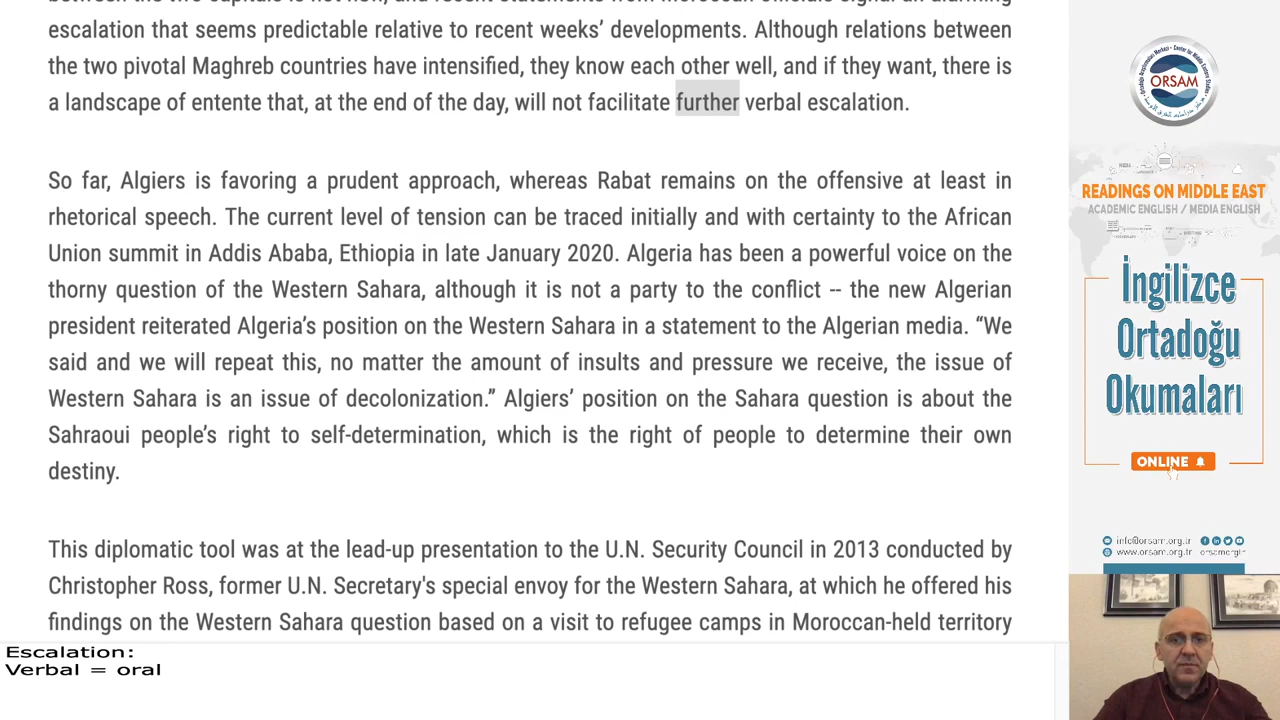 escalation that seems predictable relative to recent weeks’ developments. Although relations between
the two pivotal Maghreb countries have intensified, they know each other well, and if they want, there is
a landscape of entente that, at the end of the day, will not facilitate further verbal escalation.
So far, Algiers is favoring a prudent approach, whereas Rabat remains on the offensive at least in
rhetorical speech. The current level of tension can be traced initially and with certainty to the African
Union summit in Addis Ababa, Ethiopia in late January 2020. Algeria has been a powerful voice on the
thorny question of the Western Sahara, although it is not a party to the conflict -- the new Algerian
president reiterated Algeria’s position on the Western Sahara in a statement to the Algerian media. “We
said and we will repeat this, no matter the amount of insults and pressure we receive, the issue of
Western Sahara is an issue of decolonization.” Algiers’ position on the Sahara question is about the
Sahraoui people’s right to self-determination, which is the right of people to determine their own
destiny.
This diplomatic tool was at the lead-up presentation to the U.N. Security Council in 2013 conducted by
Christopher Ross, former U.N. Secretary's special envoy for the Western Sahara, at which he offered his
findings on the Western Sahara question based on a visit to refugee camps in Moroccan-held territory
Escalation:
Verbal = oral
ORSAM
READINGS ON MIDDLE EAST
ACADEMIC ENGLISH / MEDIA ENGLISH
İngilizce
Ortadoğu
Okumaları
ONLINE
info@orsam.org.tr
www.orsam.org.tr orsamorgtr